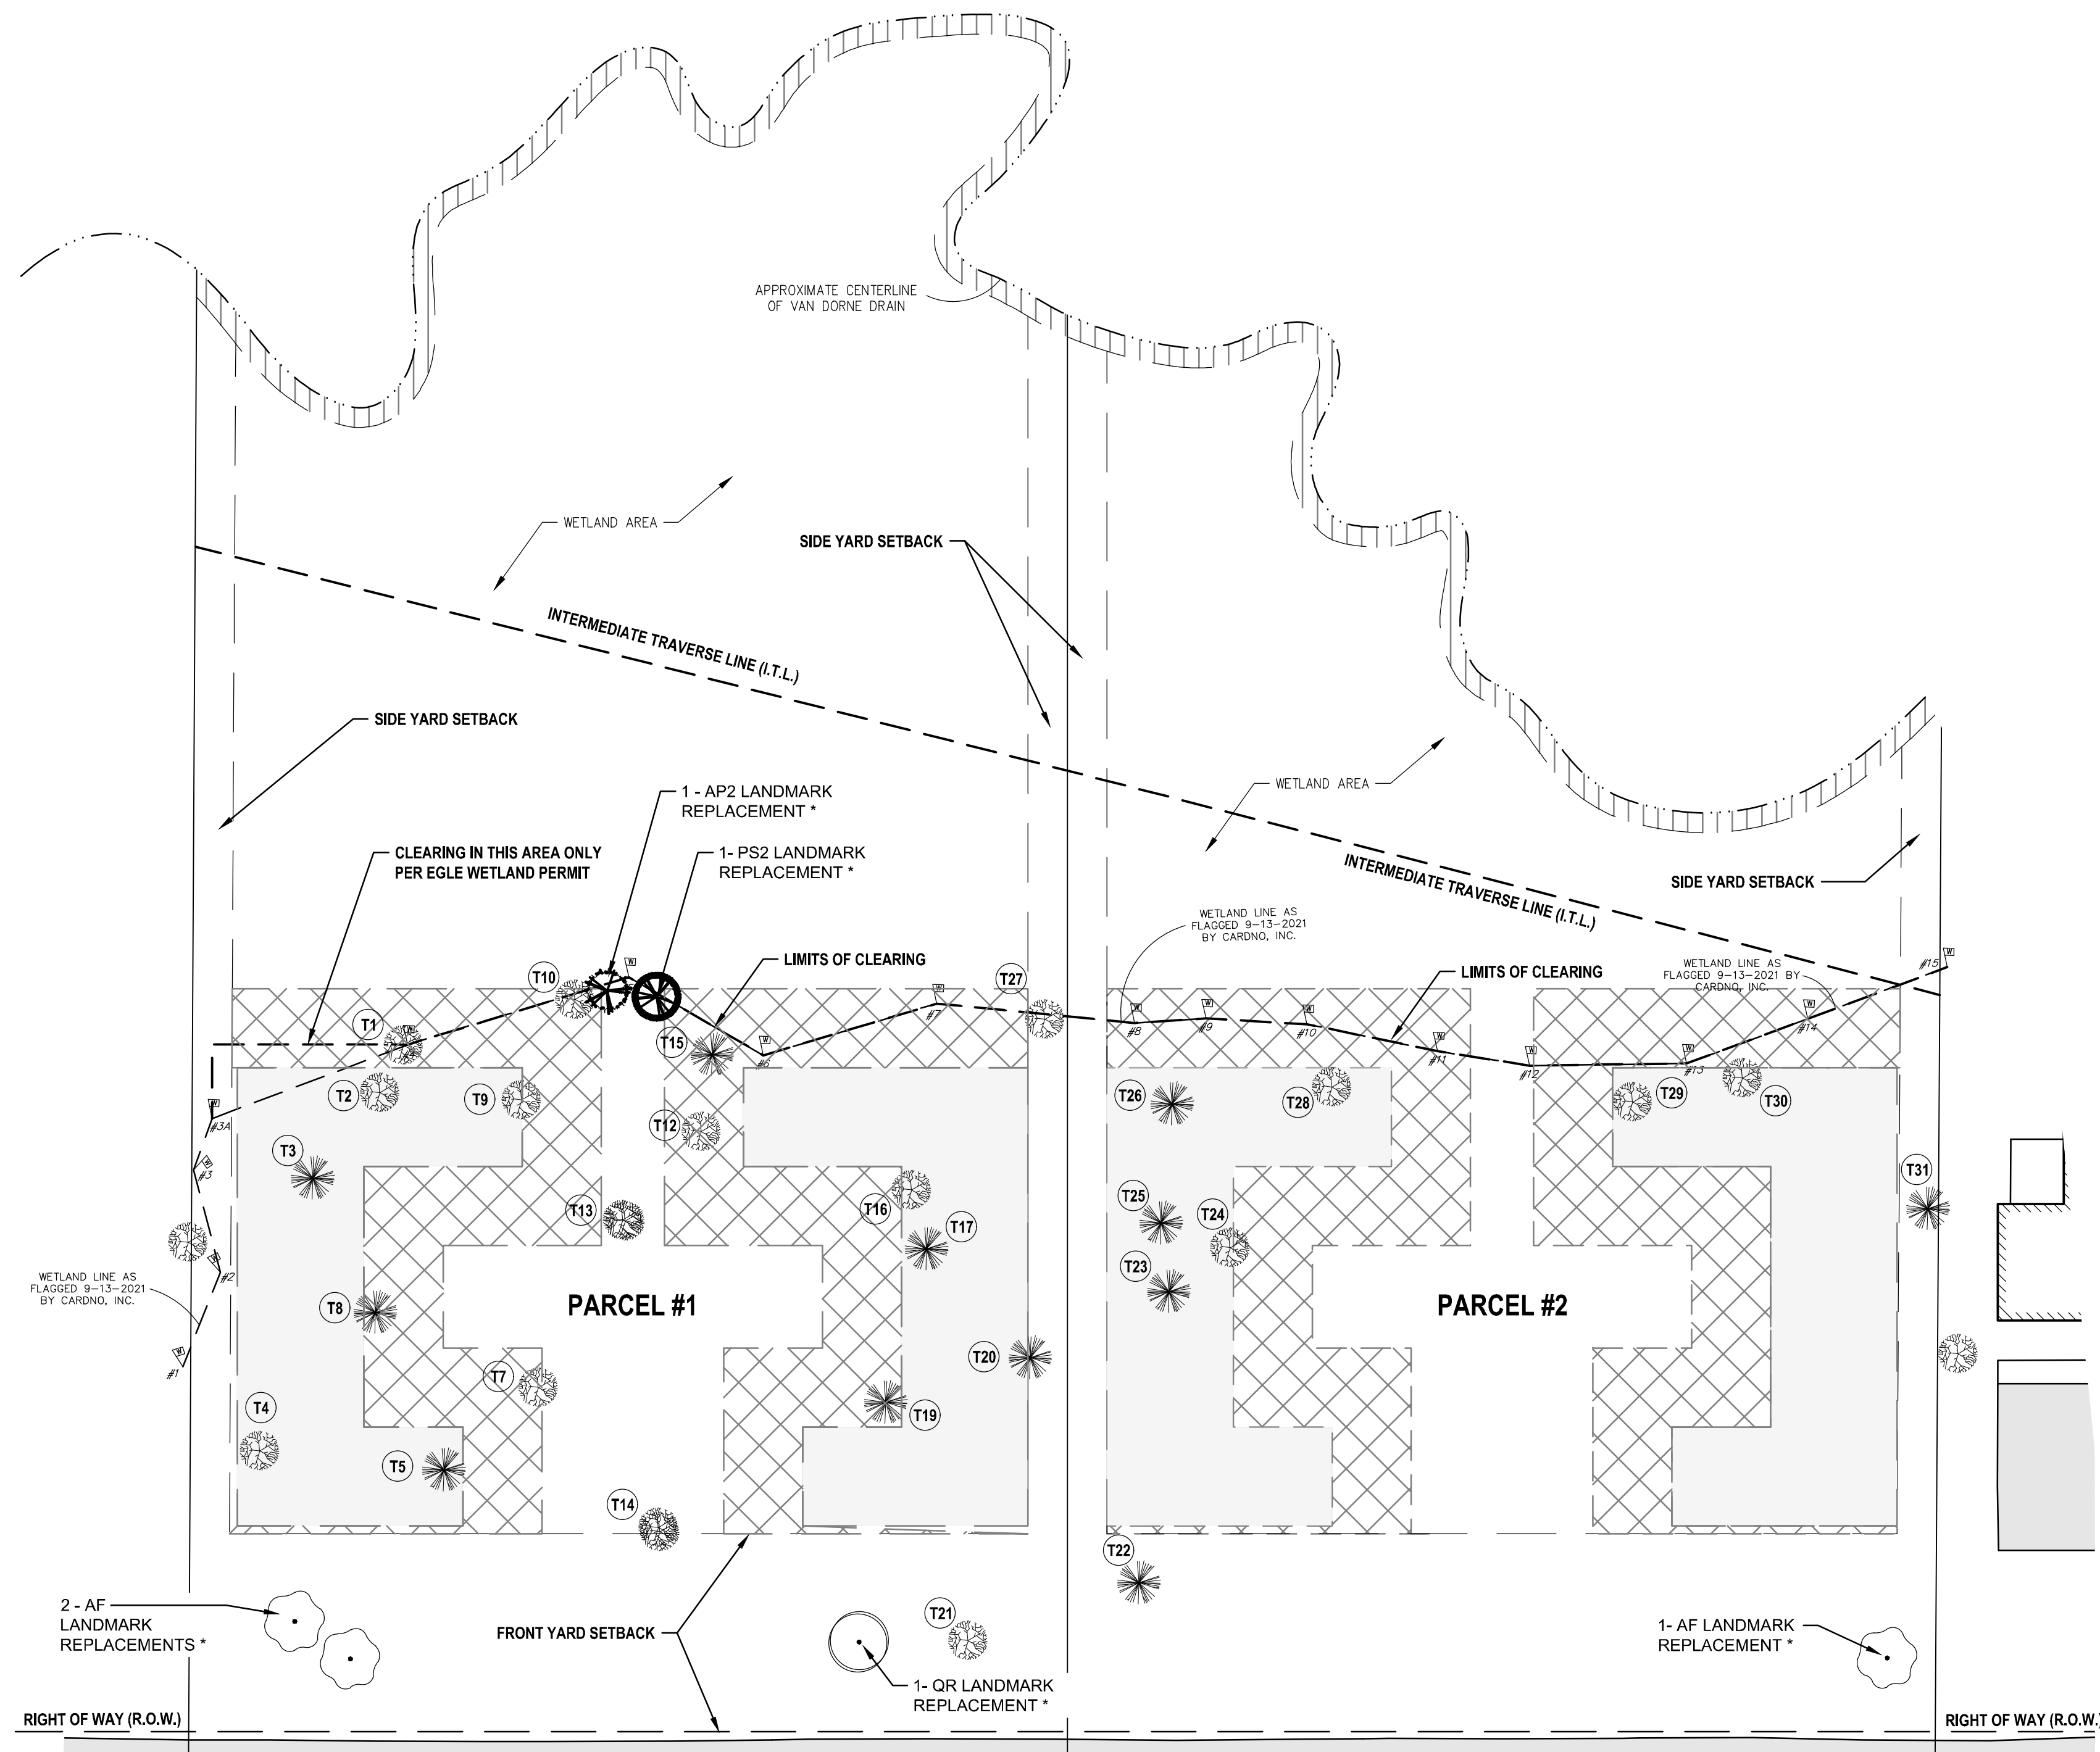 APPROXIMATE CENTERLINE
OF VAN DORNE DRAIN
WETLAND AREA
SIDE YARD SETBACK
INTERMEDIATE TRAVERSE LINE (I.T.L.)
SIDE YARD SETBACK
WETLAND AREA
1 - AP2 LANDMARK
REPLACEMENT *
CLEARING IN THIS AREA ONLY
PER EGLE WETLAND PERMIT
1- PS2 LANDMARK
REPLACEMENT *
INTERMEDIATE TRAVERSE LINE (I.T.L.)
SIDE YARD SETBACK
WETLAND LINE AS
FLAGGED 9-13-2021
BY CARDNO, INC.
LIMITS OF CLEARING
LIMITS OF CLEARING
WETLAND LINE AS
FLAGGED 9-13-2021 BY
CARDNO, INC.
#15
W
T10
W
T27
W
#7
T1
W
T15
W
#6
W
#8
W
#9
W
#10
W
#11
W
#12
W
#13
W
#14
W
T2
T9
T26
T28
T29
T30
W
#3A
T12
T3
W
#3
T31
T25
T13
T16
T24
T17
W
#2
T23
WETLAND LINE AS
FLAGGED 9-13-2021
BY CARDNO, INC.
T8
PARCEL #1
PARCEL #2
W
#1
T20
T7
T4
T19
T5
T14
T22
2 - AF
LANDMARK
REPLACEMENTS *
FRONT YARD SETBACK
T21
1- QR LANDMARK
REPLACEMENT *
1- AF LANDMARK
REPLACEMENT *
RIGHT OF WAY (R.O.W.)
RIGHT OF WAY (R.O.W.)